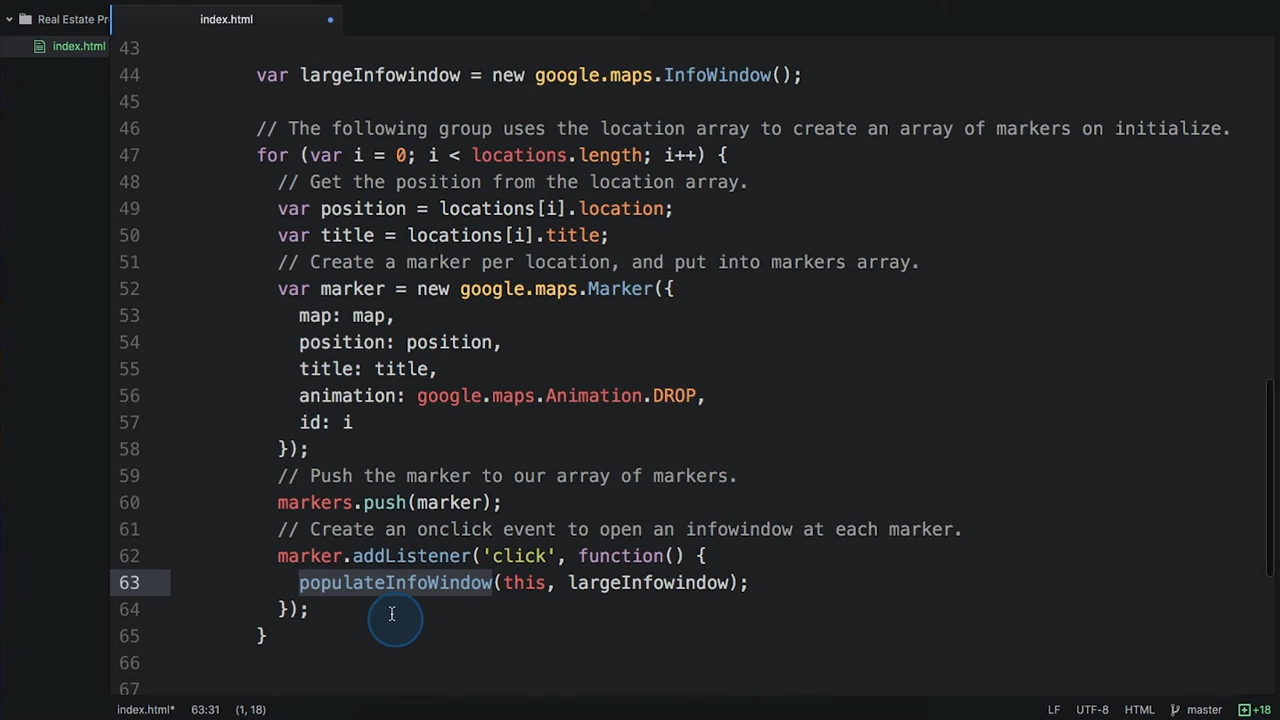 Real Estate Pr
index.html
index.html
43
44 var largeInfowindow = new google.maps.InfoWindow();
45
46 // The following group uses the location array to create an array of markers on initialize.
47 for (var i = 0; i < locations.length; i++) {
48 // Get the position from the location array.
49 var position = locations[i].location;
50 var title = locations[i].title;
51 // Create a marker per location, and put into markers array.
52 var marker = new google.maps.Marker({
53 map: map,
54 position: position,
55 title: title,
56 animation: google.maps.Animation.DROP,
57 id: i
58 });
59 // Push the marker to our array of markers.
60 markers.push(marker);
61 // Create an onclick event to open an infowindow at each marker.
62 marker.addListener('click', function() {
63 populateInfoWindow(this, largeInfowindow);
64 });
65 }
66
67
index.html* 63:31 (1, 18) LF UTF-8 HTML master +18